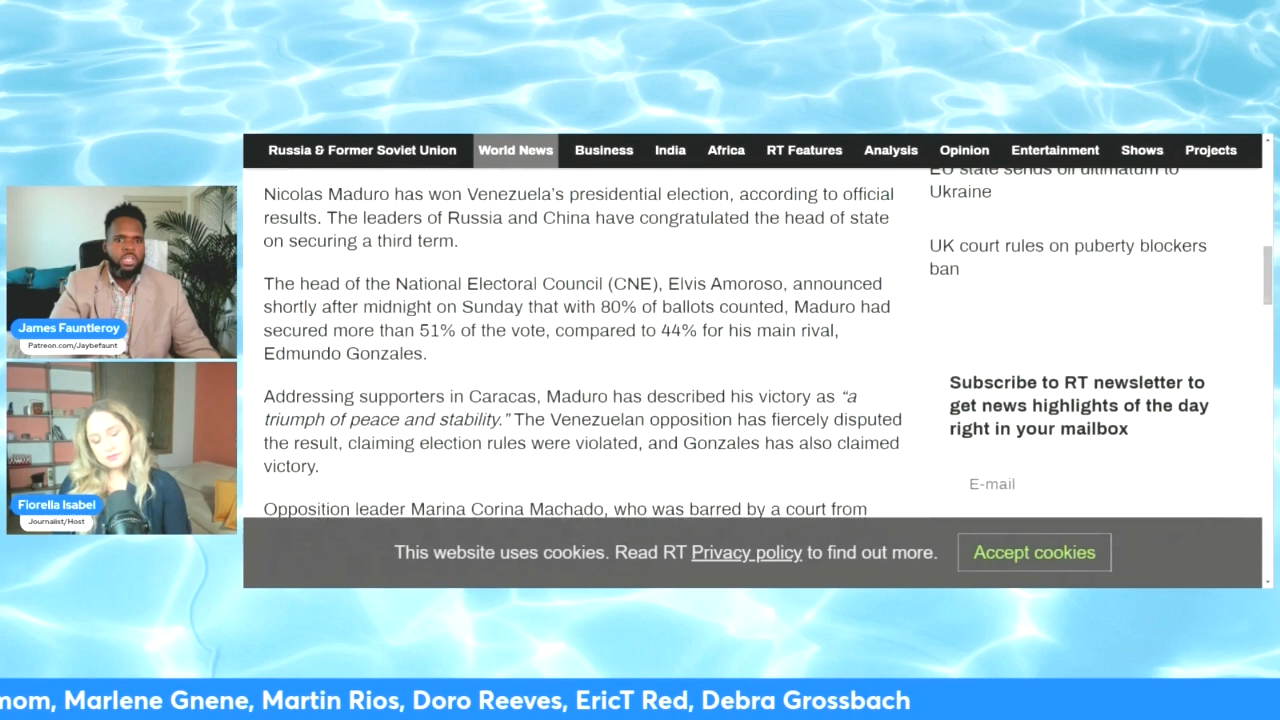 Russia & Former Soviet Union World News Business India Africa RT Features Analysis Opinion Entertainment Shows Projects
Nicolas Maduro has won Venezuela's presidential election, according to official
results. The leaders of Russia and China have congratulated the head of state
on securing a third term.
The head of the National Electoral Council (CNE), Elvis Amoroso, announced
shortly after midnight on Sunday that with 80% of ballots counted, Maduro had
secured more than 51% of the vote, compared to 44% for his main rival,
Edmundo Gonzales.
Addressing supporters in Caracas, Maduro has described his victory as “a
triumph of peace and stability.” The Venezuelan opposition has fiercely disputed
the result, claiming election rules were violated, and Gonzales has also claimed
victory.
Opposition leader Marina Corina Machado, who was barred by a court from
EU state sends oil ultimatum to
Ukraine
UK court rules on puberty blockers
ban
Subscribe to RT newsletter to
get news highlights of the day
right in your mailbox
E-mail
This website uses cookies. Read RT Privacy policy to find out more. Accept cookies
James Fauntleroy
Patreon.com/Jaybefaunt
Fiorella Isabel
Journalist/Host
mom, Marlene Gnene, Martin Rios, Doro Reeves, EricT Red, Debra Grossbach